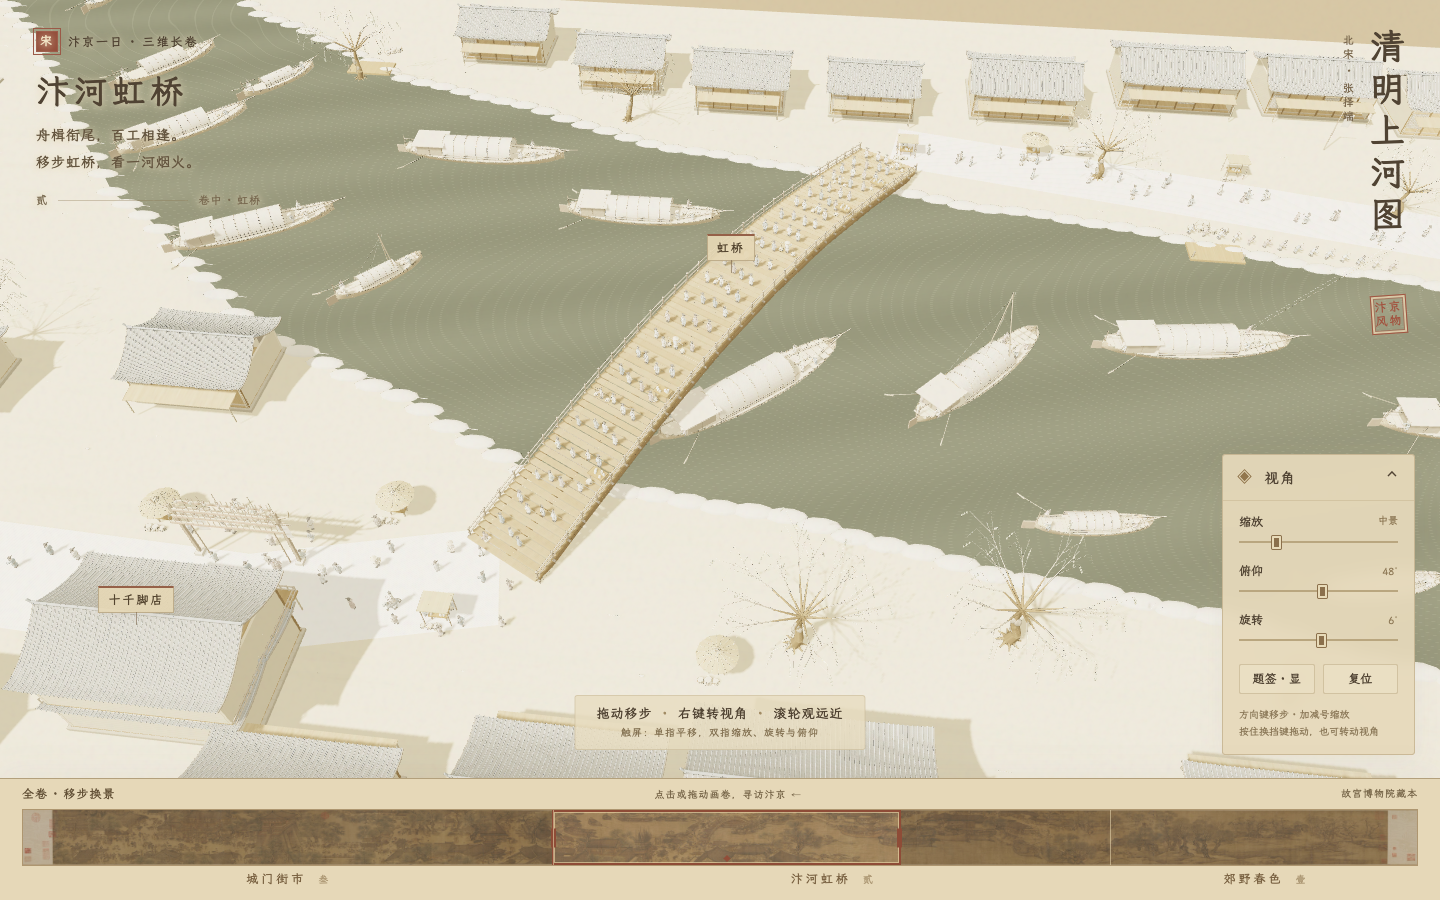 宋
汴京一日 · 三维长卷
汴河虹桥
舟楫衔尾，百工相逢。
移步虹桥，看一河烟火。
贰
卷中 · 虹桥
清明上河图
北宋 · 张择端
汴京
风物
虹桥
十千脚店
视角
缩放 中景
俯仰 48°
旋转 6°
题签 · 显
复位
方向键移步 · 加减号缩放
按住换挡键拖动，也可转动视角
拖动移步 · 右键转视角 · 滚轮观远近
触屏：单指平移，双指缩放、旋转与俯仰
全卷 · 移步换景
点击或拖动画卷，寻访汴京 ←
故宫博物院藏本
城门街市 叁
汴河虹桥 贰
郊野春色 壹